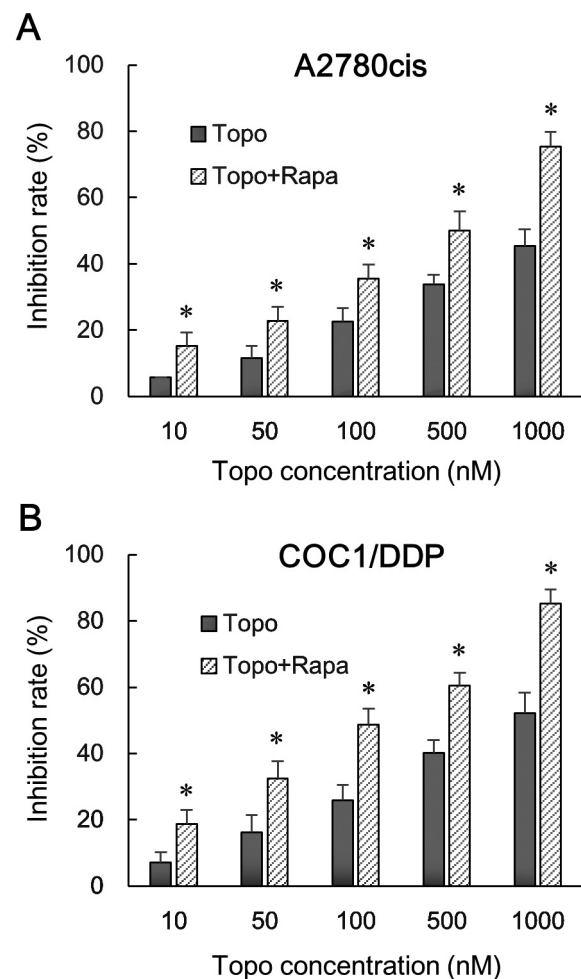 A
A2780cis
100
80
60
40
20
0
Inhibition rate (%)
Topo
Topo+Rapa
*
*
*
*
*
10 50 100 500 1000
Topo concentration (nM)
B
COC1/DDP
100
80
60
40
20
0
Inhibition rate (%)
Topo
Topo+Rapa
*
*
*
*
*
10 50 100 500 1000
Topo concentration (nM)